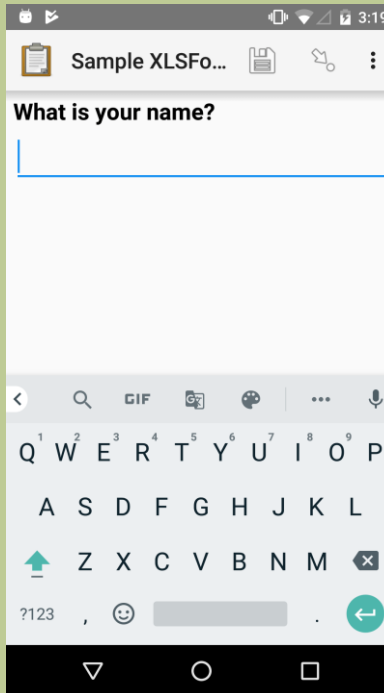 3:19
Sample XLSFo...
What is your name?
GIF
1 2 3 4 5 6 7 8 9
Q W E R T Y U I O P
A S D F G H J K L
Z X C V B N M
?123 , .